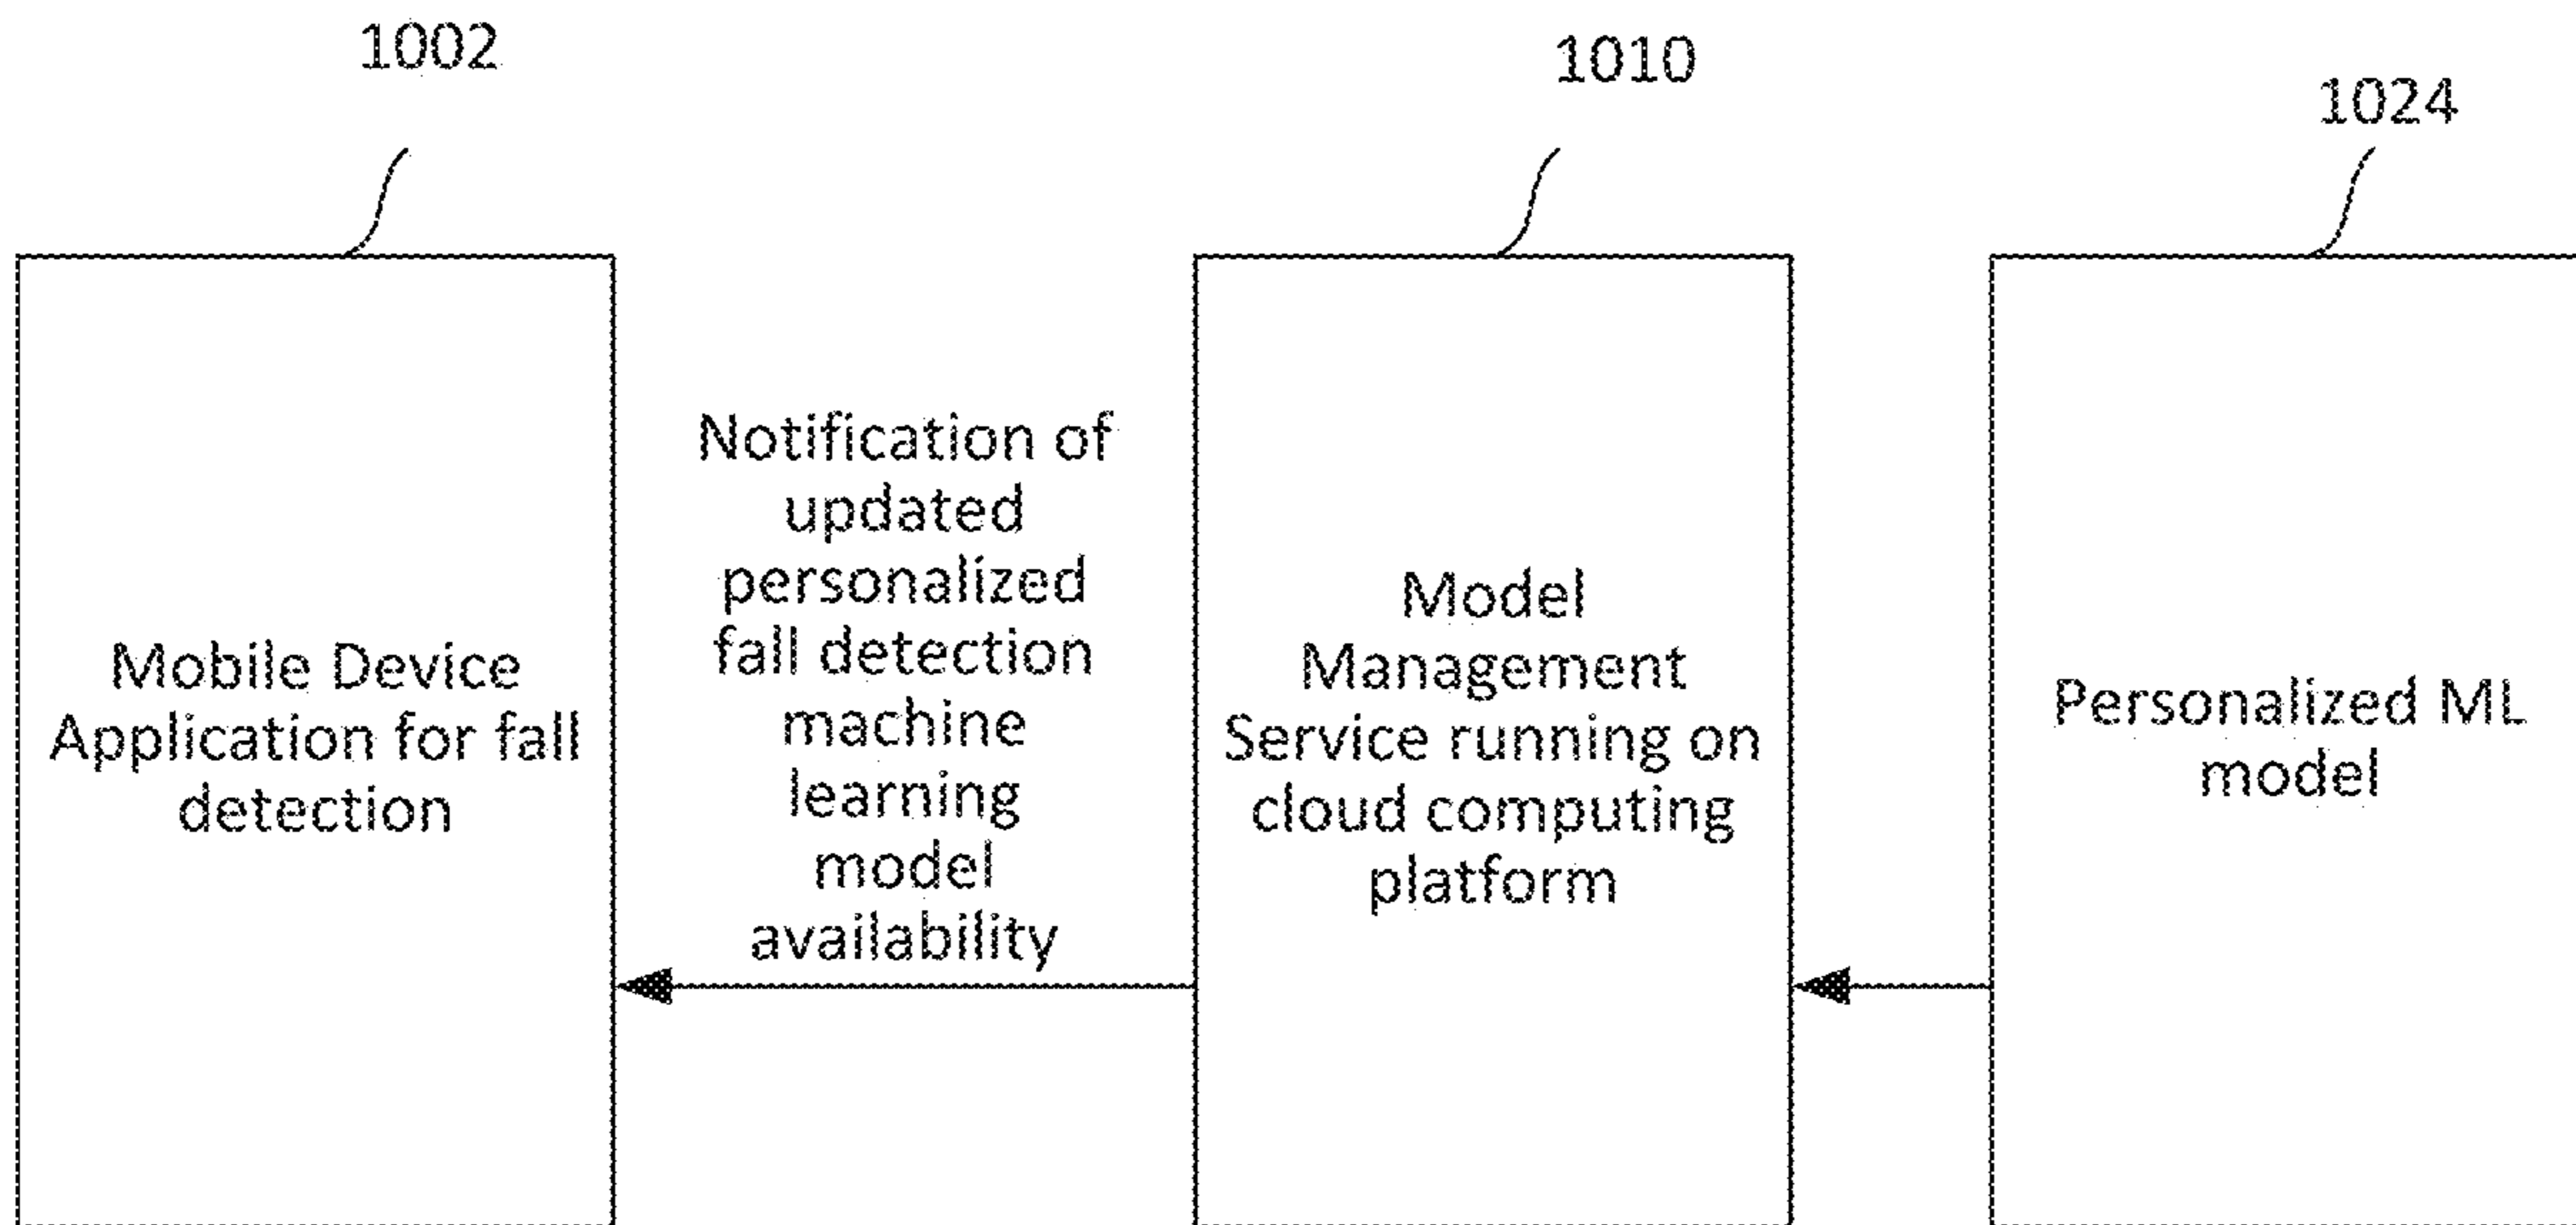 1002
1010
1024
Mobile Device
Application for fall
detection
Notification of
updated
personalized
fall detection
machine
learning
model
availability
Model
Management
Service running on
cloud computing
platform
Personalized ML
model